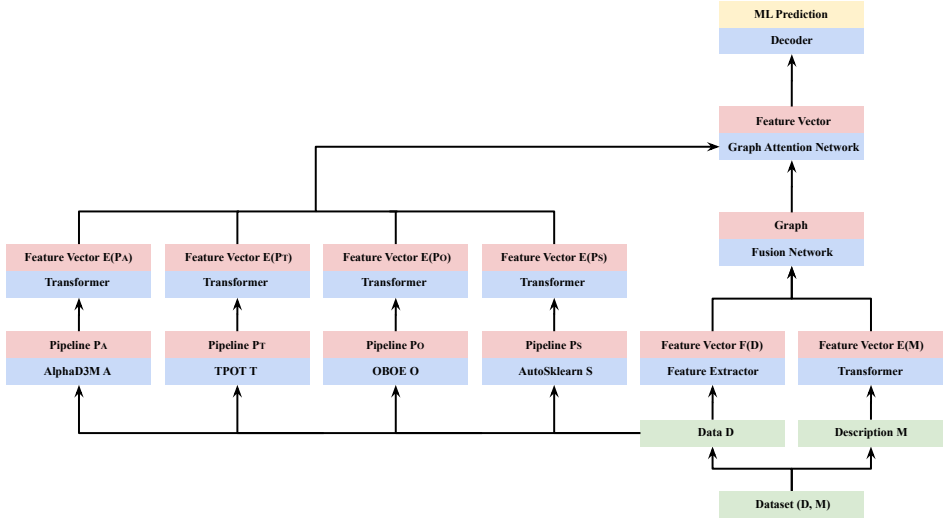 ML Prediction
Decoder
Feature Vector
Graph Attention Network
Graph
Fusion Network
Feature Vector E(PA)
Transformer
Feature Vector E(PT)
Transformer
Feature Vector E(PO)
Transformer
Feature Vector E(PS)
Transformer
Pipeline PA
AlphaD3M A
Pipeline PT
TPOT T
Pipeline PO
OBOE O
Pipeline PS
AutoSklearn S
Feature Vector F(D)
Feature Extractor
Feature Vector E(M)
Transformer
Data D
Description M
Dataset (D, M)